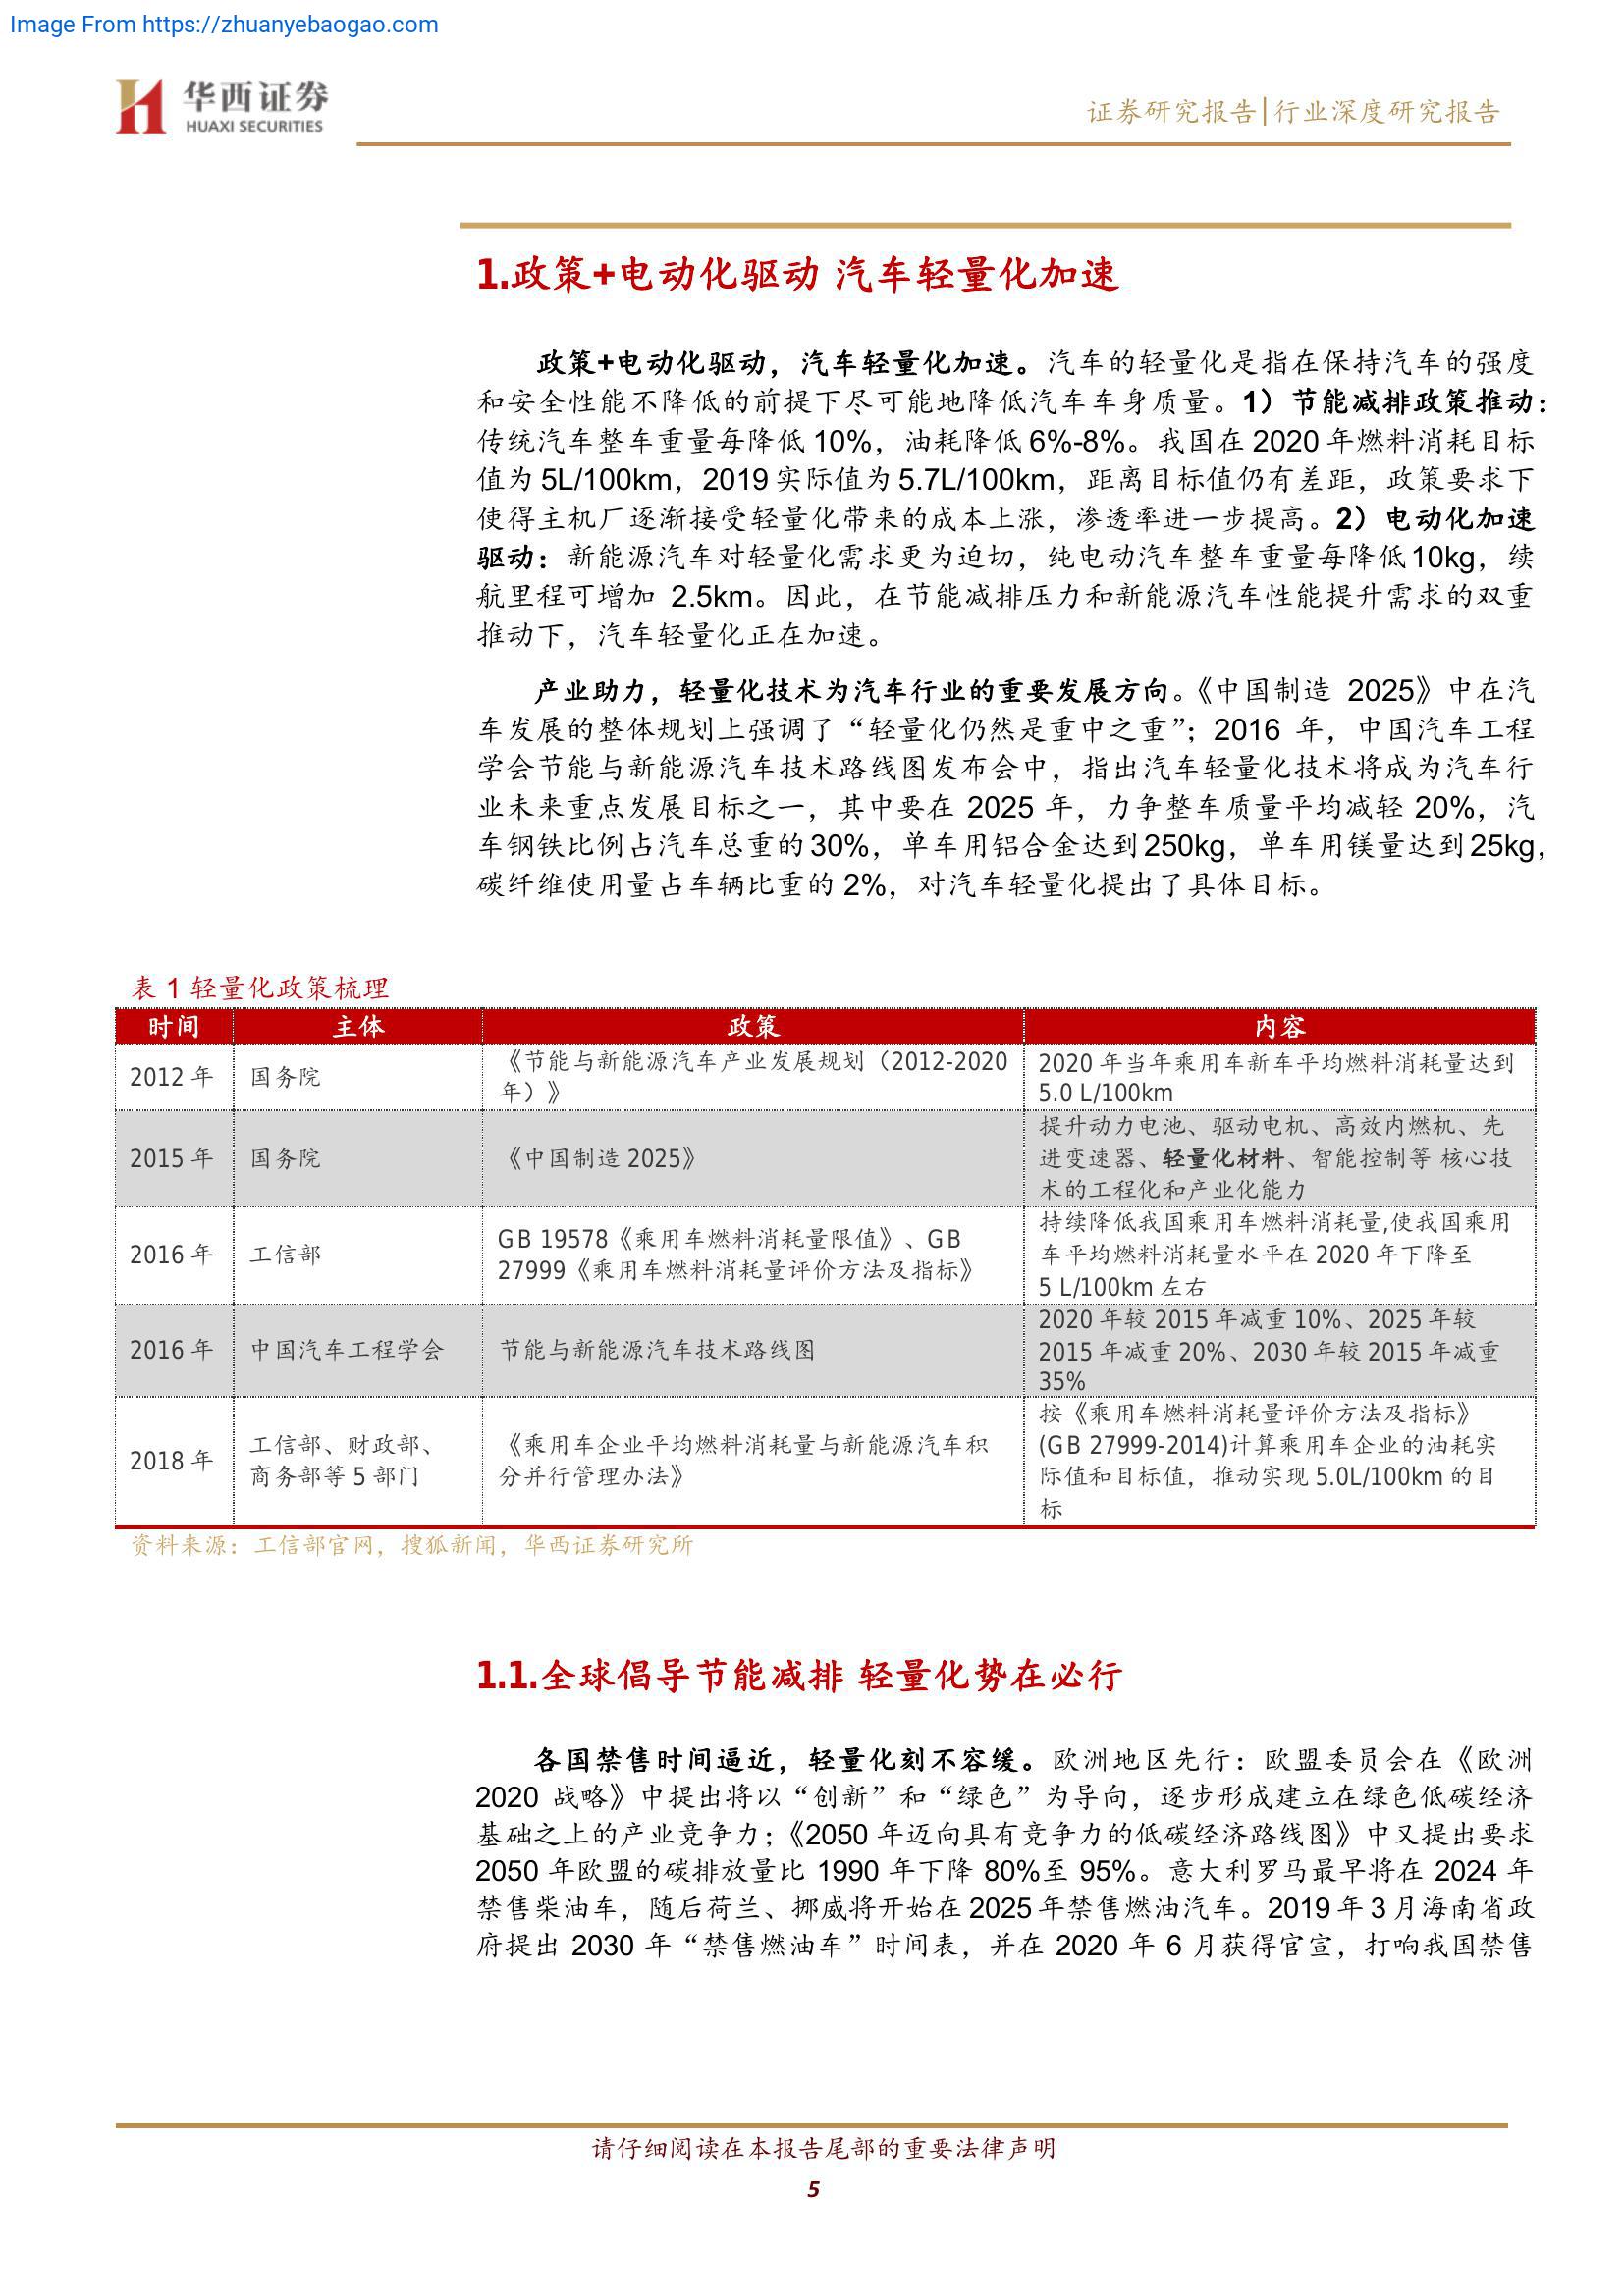 Image From https://zhuanyebaogao.com
华西证券
HUAXI SECURITIES
证券研究报告|行业深度研究报告
1.政策+电动化驱动 汽车轻量化加速
政策+电动化驱动，汽车轻量化加速。汽车的轻量化是指在保持汽车的强度
和安全性能不降低的前提下尽可能地降低汽车车身质量。1）节能减排政策推动：
传统汽车整车重量每降低 10%，油耗降低 6%-8%。我国在 2020 年燃料消耗目标
值为 5L/100km，2019 实际值为 5.7L/100km，距离目标值仍有差距，政策要求下
使得主机厂逐渐接受轻量化带来的成本上涨，渗透率进一步提高。2）电动化加速
驱动：新能源汽车对轻量化需求更为迫切，纯电动汽车整车重量每降低 10kg，续
航里程可增加 2.5km。因此，在节能减排压力和新能源汽车性能提升需求的双重
推动下，汽车轻量化正在加速。
产业助力，轻量化技术为汽车行业的重要发展方向。《中国制造 2025》中在汽
车发展的整体规划上强调了“轻量化仍然是重中之重”；2016 年，中国汽车工程
学会节能与新能源汽车技术路线图发布会中，指出汽车轻量化技术将成为汽车行
业未来重点发展目标之一，其中要在 2025 年，力争整车质量平均减轻 20%，汽
车钢铁比例占汽车总重的 30%，单车用铝合金达到 250kg，单车用镁量达到 25kg，
碳纤维使用量占车辆比重的 2%，对汽车轻量化提出了具体目标。
表 1 轻量化政策梳理
时间 主体 政策 内容
2012 年 国务院 《节能与新能源汽车产业发展规划（2012-2020
年）》
2020 年当年乘用车新车平均燃料消耗量达到
5.0 L/100km
2015 年 国务院 《中国制造 2025》
提升动力电池、驱动电机、高效内燃机、先
进变速器、轻量化材料、智能控制等 核心技
术的工程化和产业化能力
2016 年 工信部
GB 19578《乘用车燃料消耗量限值》、GB
27999《乘用车燃料消耗量评价方法及指标》
持续降低我国乘用车燃料消耗量,使我国乘用
车平均燃料消耗量水平在 2020 年下降至
5 L/100km 左右
2016 年 中国汽车工程学会 节能与新能源汽车技术路线图
2020 年较 2015 年减重 10%、2025 年较
2015 年减重 20%、2030 年较 2015 年减重
35%
2018 年
工信部、财政部、
商务部等 5 部门
《乘用车企业平均燃料消耗量与新能源汽车积
分并行管理办法》
按《乘用车燃料消耗量评价方法及指标》
(GB 27999-2014)计算乘用车企业的油耗实
际值和目标值，推动实现 5.0L/100km 的目
标
资料来源：工信部官网，搜狐新闻，华西证券研究所
1.1.全球倡导节能减排 轻量化势在必行
各国禁售时间逼近，轻量化刻不容缓。欧洲地区先行：欧盟委员会在《欧洲
2020 战略》中提出将以“创新”和“绿色”为导向，逐步形成建立在绿色低碳经济
基础之上的产业竞争力；《2050 年迈向具有竞争力的低碳经济路线图》中又提出要求
2050 年欧盟的碳排放量比 1990 年下降 80%至 95%。意大利罗马最早将在 2024 年
禁售柴油车，随后荷兰、挪威将开始在 2025 年禁售燃油汽车。2019 年 3 月海南省政
府提出 2030 年“禁售燃油车”时间表，并在 2020 年 6 月获得官宣，打响我国禁售
请仔细阅读在本报告尾部的重要法律声明
5